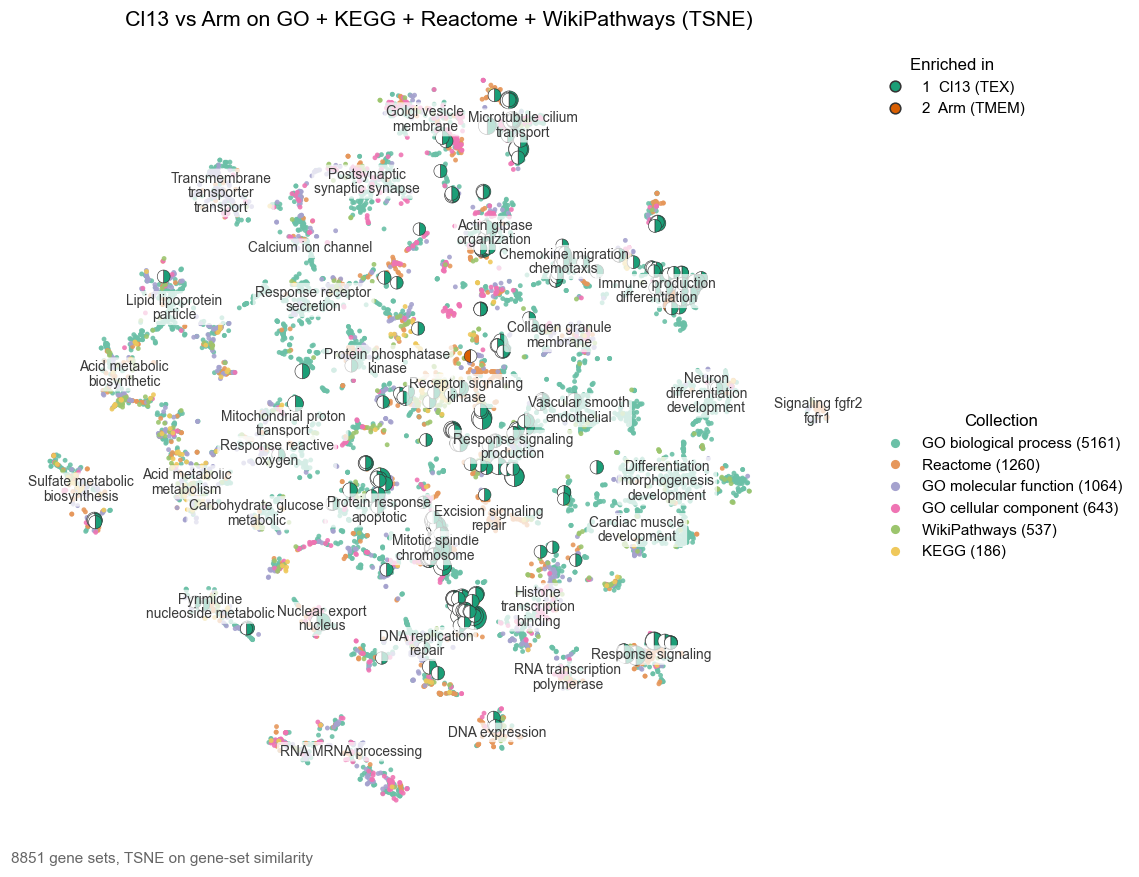 Cl13 vs Arm on GO + KEGG + Reactome + WikiPathways (TSNE)
Enriched in
1 Cl13 (TEX)
2 Arm (TMEM)
Golgi vesicle
membrane
Microtubule cilium
transport
Transmembrane
transporter
transport
Postsynaptic
synaptic synapse
Actin gtpase
organization
Calcium ion channel
Chemokine migration
chemotaxis
Immune production
differentiation
Lipid lipoprotein
particle
Response receptor
secretion
Collagen granule
membrane
Protein phosphatase
kinase
Acid metabolic
biosynthetic
Receptor signaling
kinase
Neuron
differentiation
development
Vascular smooth
endothelial
Signaling fgfr2
fgfr1
Mitochondrial proton
transport
Response reactive
oxygen
Response signaling
production
Collection
GO biological process (5161)
Reactome (1260)
GO molecular function (1064)
GO cellular component (643)
WikiPathways (537)
KEGG (186)
Sulfate metabolic
biosynthesis
Acid metabolic
metabolism
Differentiation
morphogenesis
development
Carbohydrate glucose
metabolic
Protein response
apoptotic
Excision signaling
repair
Cardiac muscle
development
Mitotic spindle
chromosome
Pyrimidine
nucleoside metabolic
Nuclear export
nucleus
Histone
transcription
binding
DNA replication
repair
Response signaling
RNA transcription
polymerase
DNA expression
RNA MRNA processing
8851 gene sets, TSNE on gene-set similarity